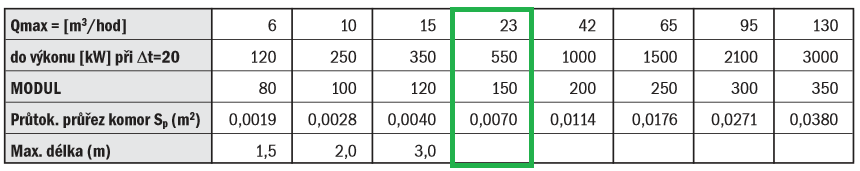 Qmax = [m³/hod] 6 10 15 23 42 65 95 130
do výkonu [kW] při Δt=20 120 250 350 550 1000 1500 2100 3000
MODUL 80 100 120 150 200 250 300 350
Průtok. průřez komor Sₚ (m²) 0,0019 0,0028 0,0040 0,0070 0,0114 0,0176 0,0271 0,0380
Max. délka (m) 1,5 2,0 3,0